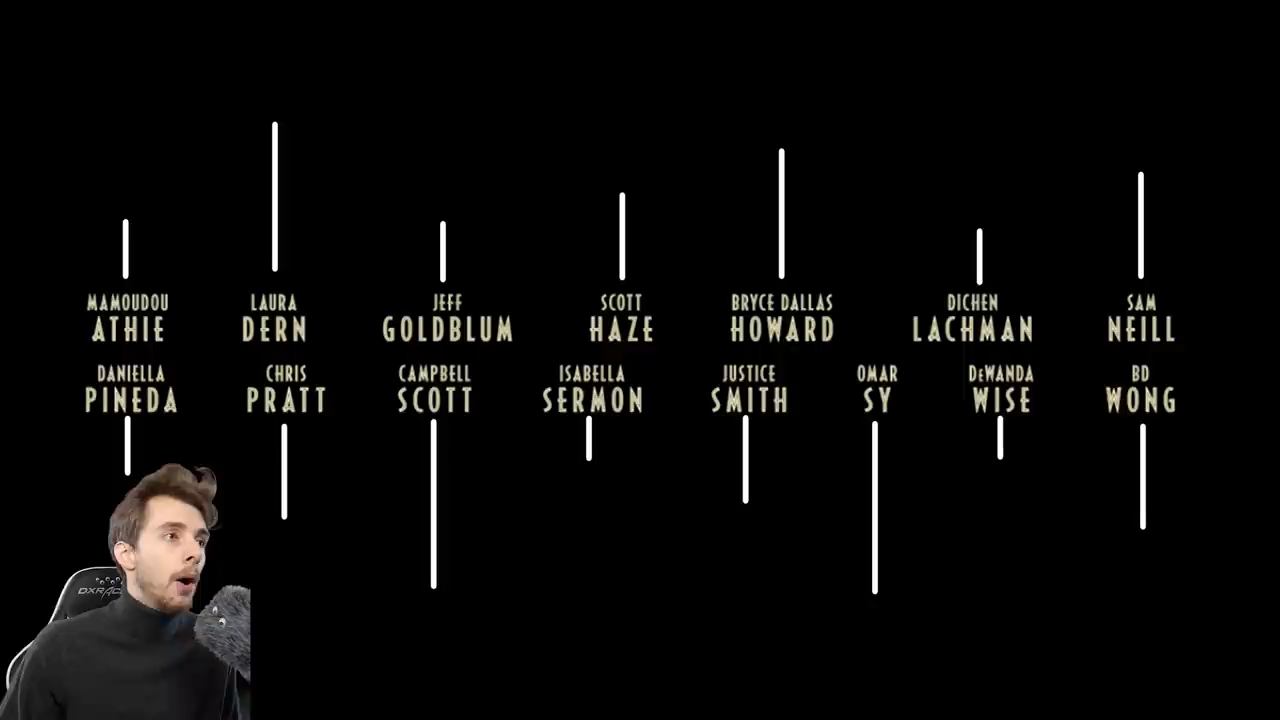 MAMOUDOU ATHIE
LAURA DERN
JEFF GOLDBLUM
SCOTT HAZE
BRYCE DALLAS HOWARD
DICHEN LACHMAN
SAM NEILL
DANIELLA PINEDA
CHRIS PRATT
CAMPBELL SCOTT
ISABELLA SERMON
JUSTICE SMITH
OMAR SY
DeWANDA WISE
BD WONG